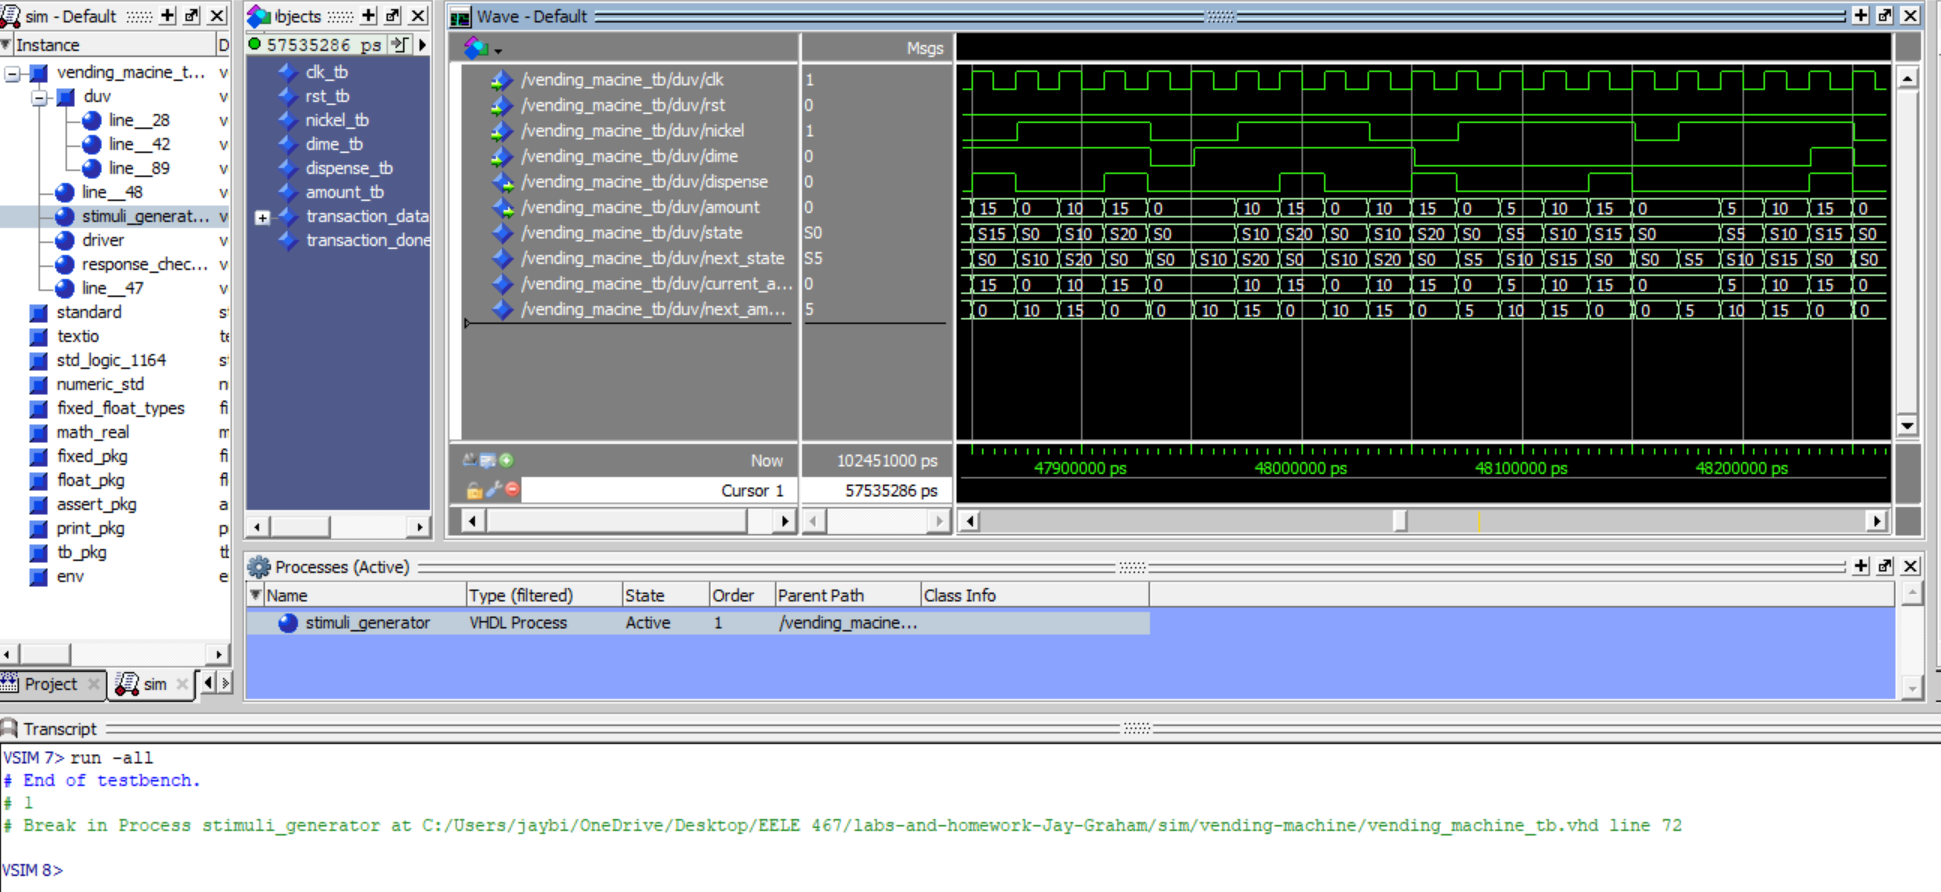 sim - Default
Instance
D
vending_macine_t... v
duv v
line__28 v
line__42 v
line__89 v
line__48 v
stimuli_generat... v
driver v
response_chec... v
line__47 v
standard
textio
std_logic_1164
numeric_std n
fixed_float_types fi
math_real
fixed_pkg fi
float_pkg fl
assert_pkg a
print_pkg p
tb_pkg
env e
Project
sim
bjects
57535286 ps
clk_tb
rst_tb
nickel_tb
dime_tb
dispense_tb
amount_tb
transaction_data
transaction_done
Wave - Default
Msgs
/vending_macine_tb/duv/clk 1
/vending_macine_tb/duv/rst 0
/vending_macine_tb/duv/nickel 1
/vending_macine_tb/duv/dime 0
/vending_macine_tb/duv/dispense 0
/vending_macine_tb/duv/amount 0 15 0 10 15 0 10 15 0 10 15 0 5 10 15 0 5 10 15 0
/vending_macine_tb/duv/state S0 S15 S0 S10 S20 S0 S10 S20 S0 S10 S20 S0 S5 S10 S15 S0 S5 S10 S15 S0
/vending_macine_tb/duv/next_state S5 S0 S10 S20 S0 S0 S10 S20 S0 S10 S20 S0 S5 S10 S15 S0 S0 S5 S10 S15 S0 S0
/vending_macine_tb/duv/current_a... 0 15 0 10 15 0 10 15 0 10 15 0 5 10 15 0 5 10 15 0
/vending_macine_tb/duv/next_am... 5 0 10 15 0 0 10 15 0 10 15 0 5 10 15 0 0 5 10 15 0 0
Now 102451000 ps
47900000 ps 48000000 ps 48100000 ps 48200000 ps
Cursor 1 57535286 ps
Processes (Active)
Name Type (filtered) State Order Parent Path Class Info
stimuli_generator VHDL Process Active 1 /vending_macine...
Transcript
VSIM 7> run -all
# End of testbench.
# 1
# Break in Process stimuli_generator at C:/Users/jaybi/OneDrive/Desktop/EELE 467/labs-and-homework-Jay-Graham/sim/vending-machine/vending_machine_tb.vhd line 72
VSIM 8>